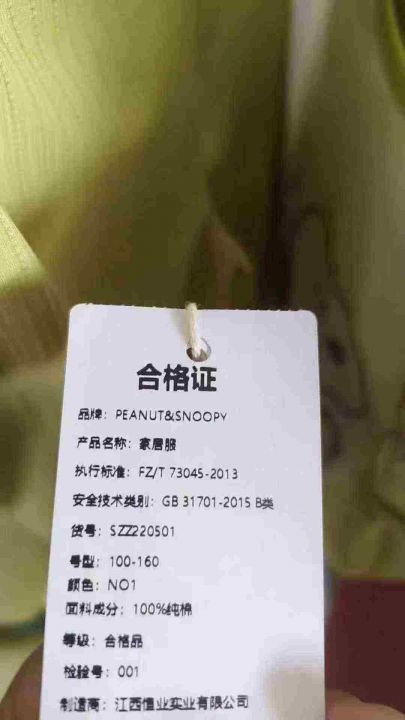 合格证
品牌：PEANUT&SNOOPY
产品名称：家居服
执行标准：FZ/T 73045-2013
安全技术类别：GB 31701-2015 B类
货号：SZZ220501
号型：100-160
颜色：NO1
面料成分：100%纯棉
等级：合格品
检验号：001
制造商：江西恒业实业有限公司